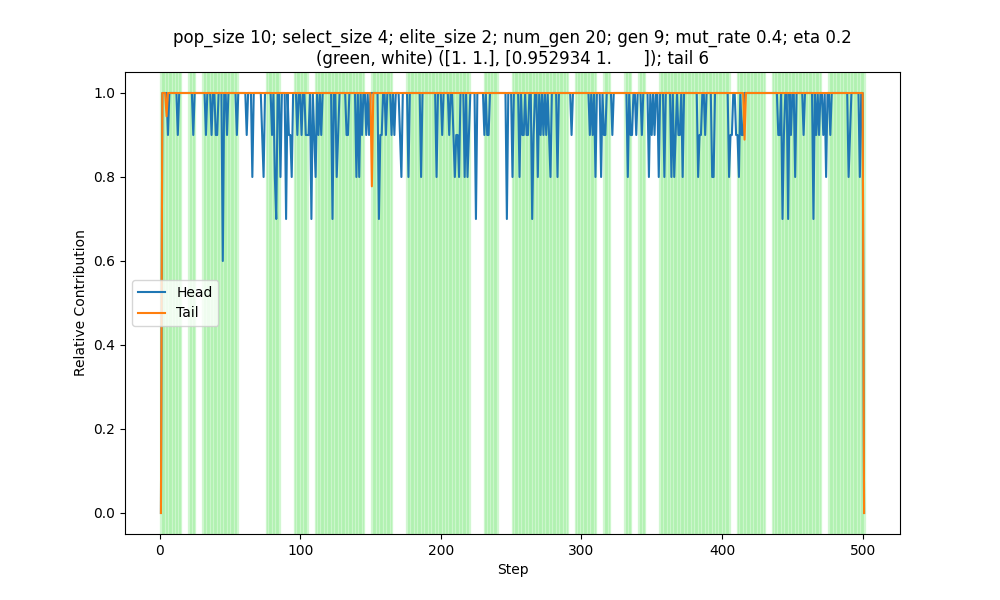 pop_size 10; select_size 4; elite_size 2; num_gen 20; gen 9; mut_rate 0.4; eta 0.2
(green, white) ([1. 1.], [0.952934 1.       ]); tail 6
1.0
0.8
0.6
Head
Tail
0.4
0.2
0.0
Relative Contribution
0
100
200
300
400
500
Step